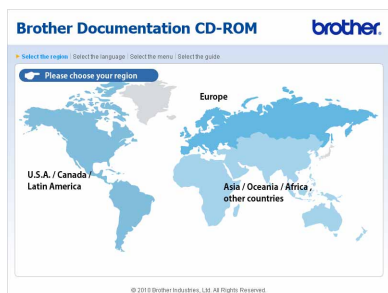 Brother Documentation CD-ROM
brother
Select the region | Select the language | Select the menu | Select the guide
Please choose your region
Europe
U.S.A. / Canada /
Latin America
Asia / Oceania / Africa,
other countries
© 2010 Brother Industries, Ltd. All Rights Reserved.